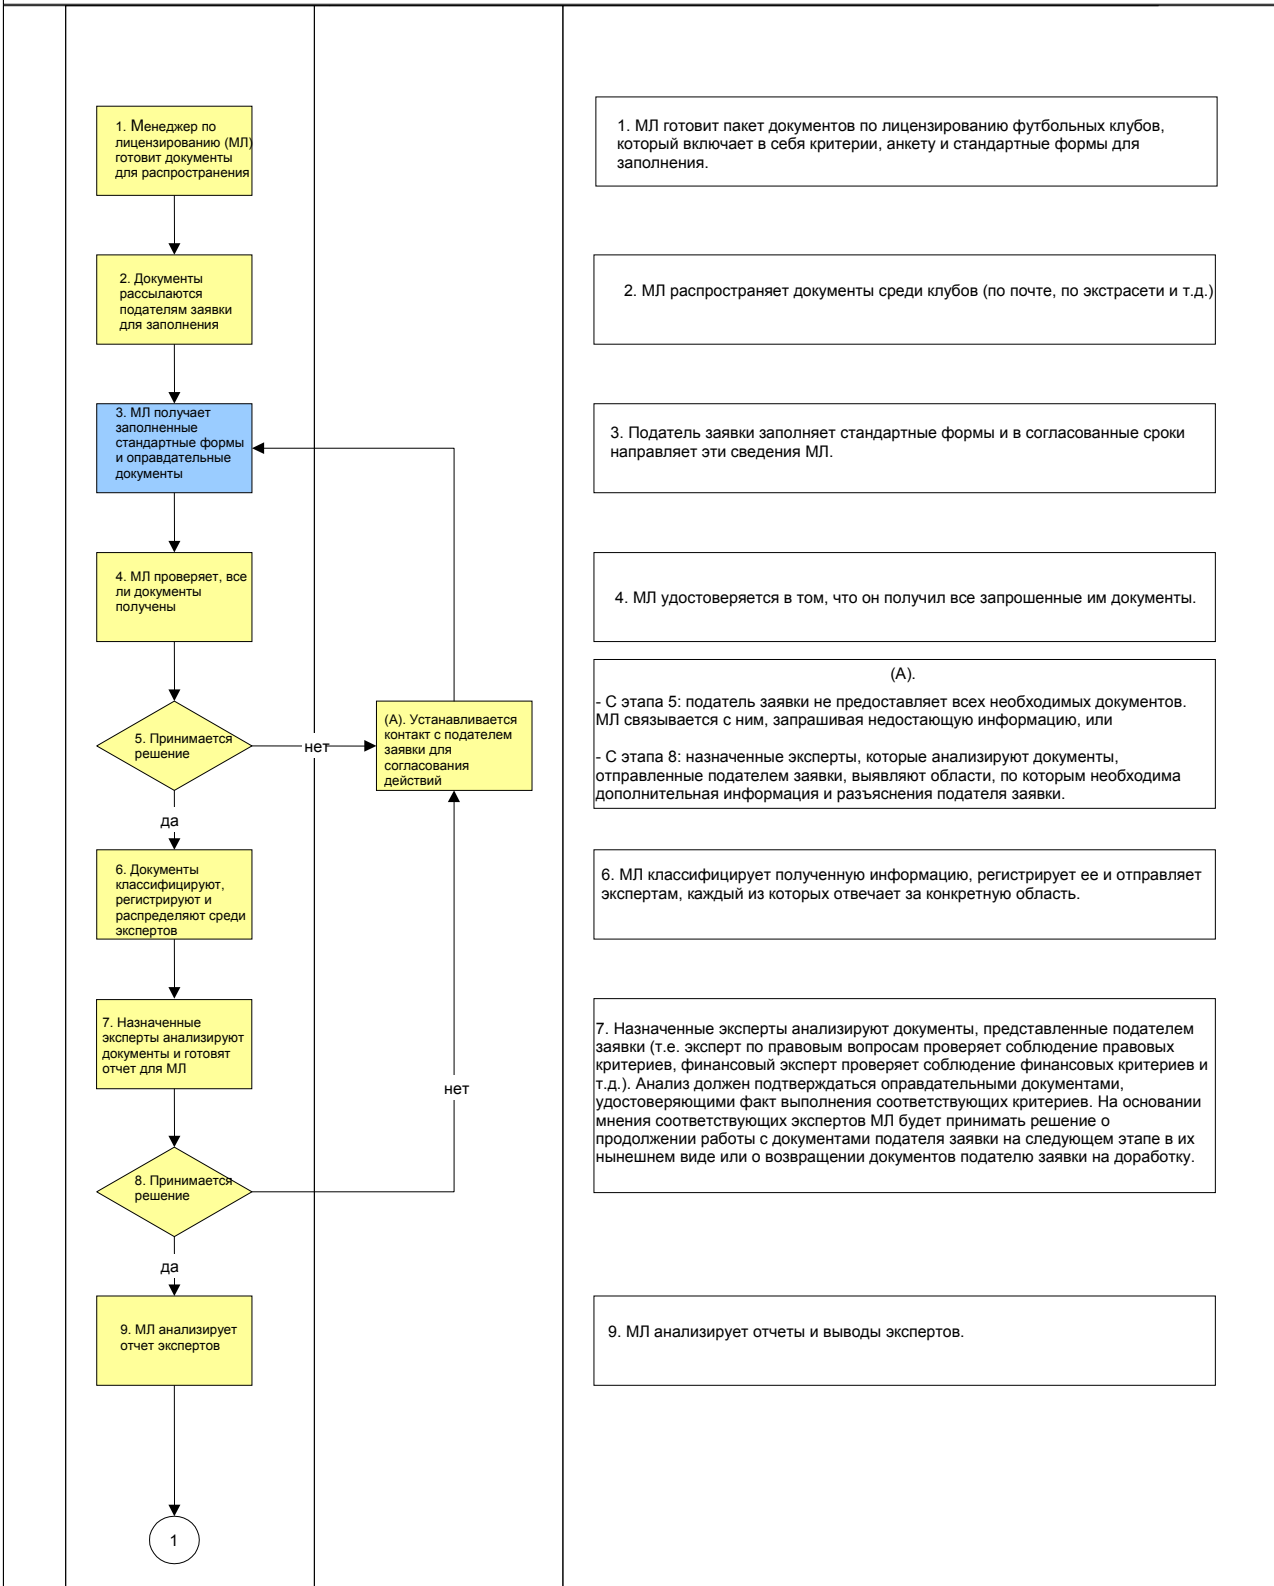 1. Менеджер по
лицензированию (МЛ)
готовит документы
для распространения
1. МЛ готовит пакет документов по лицензированию футбольных клубов,
который включает в себя критерии, анкету и стандартные формы для
заполнения.
2. Документы
рассылаются
подателям заявки
для заполнения
2. МЛ распространяет документы среди клубов (по почте, по экстрасети и т.д.)
3. МЛ получает
заполненные
стандартные формы
и оправдательные
документы
3. Податель заявки заполняет стандартные формы и в согласованные сроки
направляет эти сведения МЛ.
4. МЛ проверяет, все
ли документы
получены
4. МЛ удостоверяется в том, что он получил все запрошенные им документы.
5. Принимается
решение
нет
(А). Устанавливается
контакт с подателем
заявки для
согласования
действий
(А).
- С этапа 5: податель заявки не предоставляет всех необходимых документов.
МЛ связывается с ним, запрашивая недостающую информацию, или
- С этапа 8: назначенные эксперты, которые анализируют документы,
отправленные подателем заявки, выявляют области, по которым необходима
дополнительная информация и разъяснения подателя заявки.
да
6. Документы
классифицируют,
регистрируют и
распределяют среди
экспертов
6. МЛ классифицирует полученную информацию, регистрирует ее и отправляет
экспертам, каждый из которых отвечает за конкретную область.
7. Назначенные
эксперты анализируют
документы и готовят
отчет для МЛ
нет
7. Назначенные эксперты анализируют документы, представленные подателем
заявки (т.е. эксперт по правовым вопросам проверяет соблюдение правовых
критериев, финансовый эксперт проверяет соблюдение финансовых критериев и
т.д.). Анализ должен подтверждаться оправдательными документами,
удостоверяющими факт выполнения соответствующих критериев. На основании
мнения соответствующих экспертов МЛ будет принимать решение о
продолжении работы с документами подателя заявки на следующем этапе в их
нынешнем виде или о возвращении документов подателю заявки на доработку.
8. Принимается
решение
да
9. МЛ анализирует
отчет экспертов
9. МЛ анализирует отчеты и выводы экспертов.
1